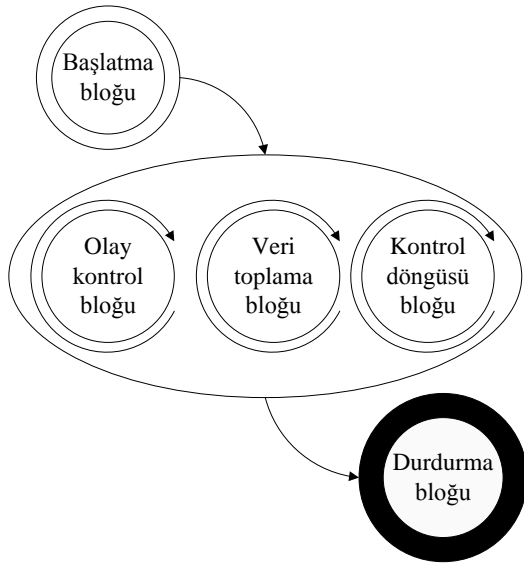 Başlatma
bloğu
Olay
kontrol
bloğu
Veri
toplama
bloğu
Kontrol
döngüsü
bloğu
Durdurma
bloğu